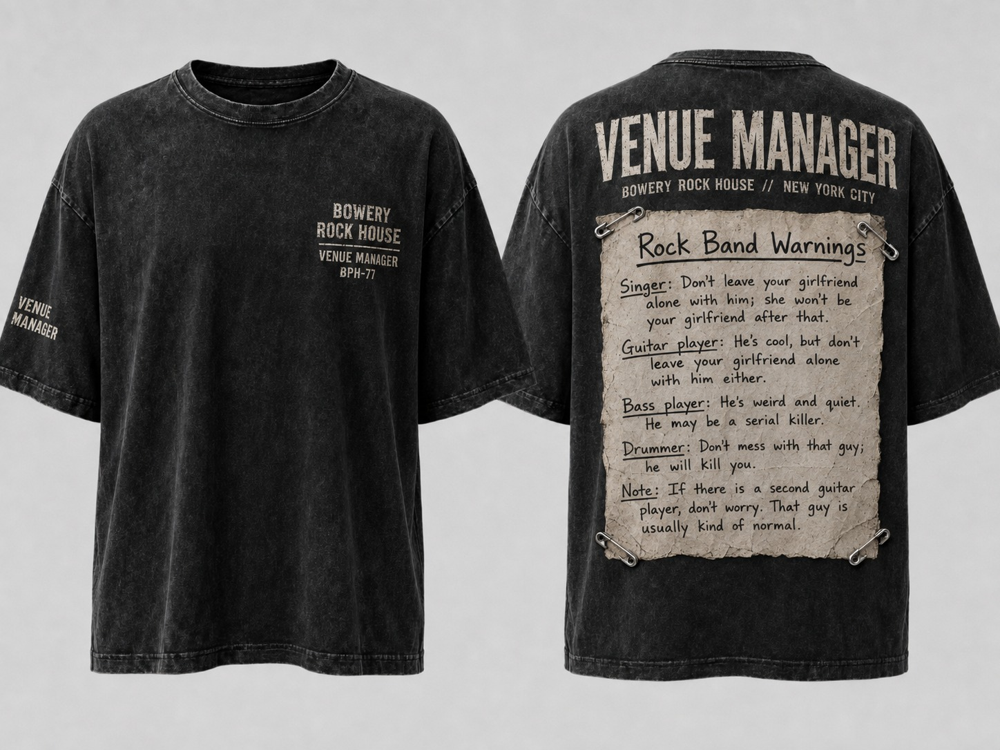 BOWERY
ROCK HOUSE
VENUE MANAGER
BPH-77
VENUE
MANAGER
VENUE MANAGER
BOWERY ROCK HOUSE // NEW YORK CITY
Rock Band Warnings
Singer: Don't leave your girlfriend
alone with him; she won't be
your girlfriend after that.
Guitar player: He's cool, but don't
leave your girlfriend alone
with him either.
Bass player: He's weird and quiet.
He may be a serial killer.
Drummer: Don't mess with that guy;
he will kill you.
Note: If there is a second guitar
player, don't worry. That guy is
usually kind of normal.